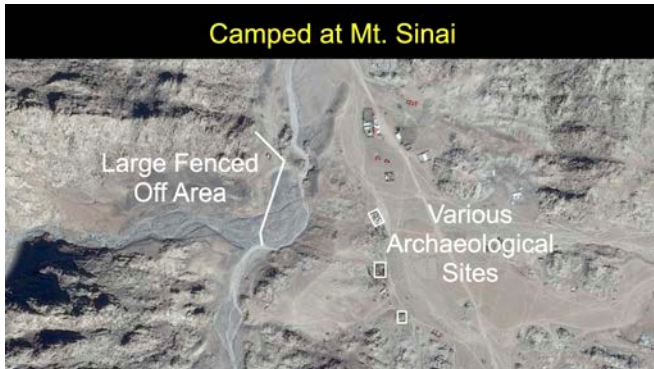 Camped at Mt. Sinai
Large Fenced
Off Area
Various
Archaeological
Sites